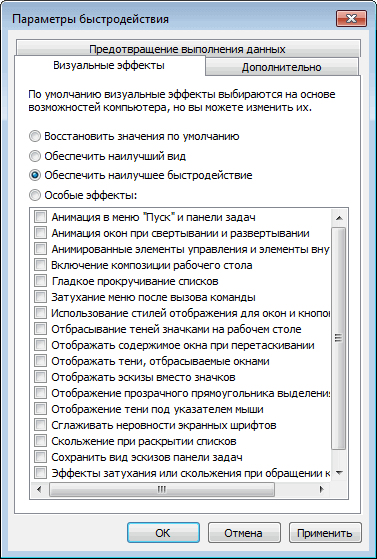 Параметры быстродействия
Предотвращение выполнения данных
Визуальные эффекты
Дополнительно
По умолчанию визуальные эффекты выбираются на основе
возможностей компьютера, но вы можете изменить их.
Восстановить значения по умолчанию
Обеспечить наилучший вид
Обеспечить наилучшее быстродействие
Особые эффекты:
Анимация в меню "Пуск" и панели задач
Анимация окон при свертывании и развертывании
Анимированные элементы управления и элементы вну
Включение композиции рабочего стола
Гладкое прокручивание списков
Затухание меню после вызова команды
Использование стилей отображения для окон и кнопо
Отбрасывание теней значками на рабочем столе
Отображать содержимое окна при перетаскивании
Отображать тени, отбрасываемые окнами
Отображать эскизы вместо значков
Отображение прозрачного прямоугольника выделения
Отображение тени под указателем мыши
Сглаживать неровности экранных шрифтов
Скольжение при раскрытии списков
Сохранить вид эскизов панели задач
Эффекты затухания или скольжения при обращении к
ОК
Отмена
Применить